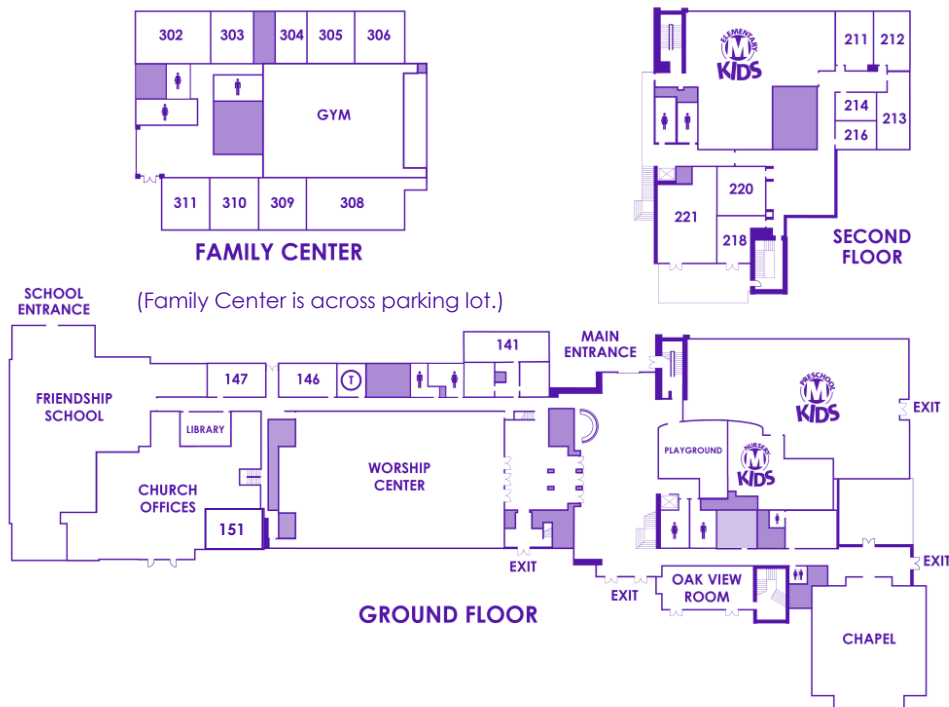 302
303
304
305
306
GYM
311
310
309
308
FAMILY CENTER
ELEMENTARY
M
KIDS
211
212
214
213
216
220
221
218
SECOND
FLOOR
(Family Center is across parking lot.)
SCHOOL
ENTRANCE
FRIENDSHIP
SCHOOL
147
146
T
141
MAIN
ENTRANCE
LIBRARY
CHURCH
OFFICES
151
WORSHIP
CENTER
EXIT
PLAYGROUND
NURSERY
M
KIDS
PRESCHOOL
M
KIDS
EXIT
EXIT
EXIT
OAK VIEW
ROOM
CHAPEL
GROUND FLOOR